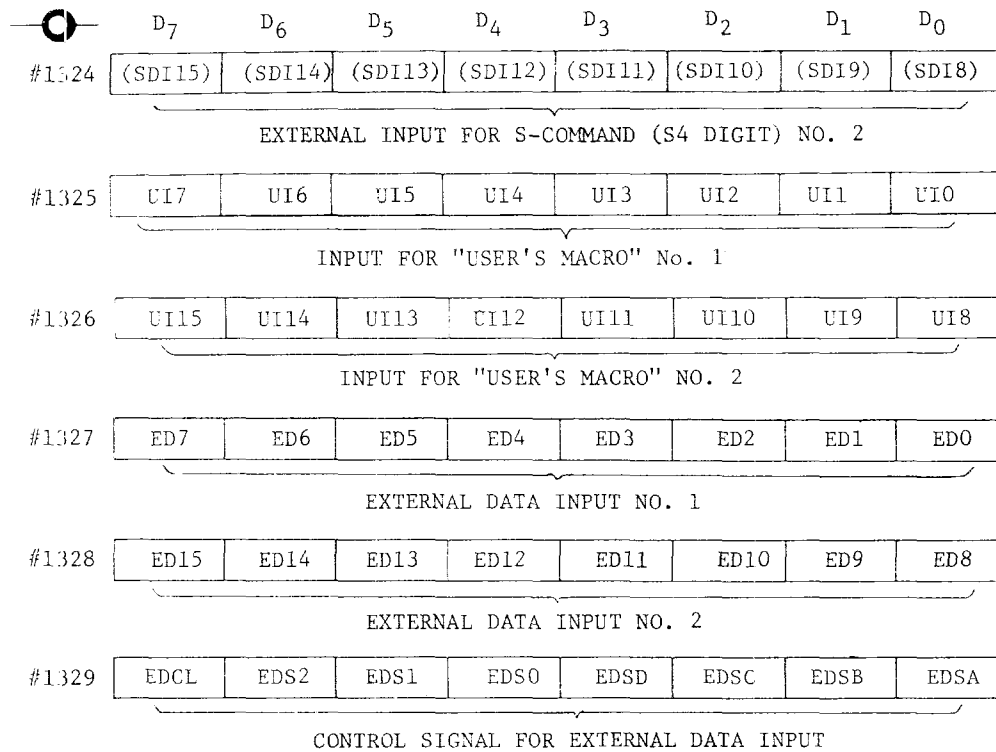 D7 D6 D5 D4 D3 D2 D1 D0
#1324 (SDI15) (SDI14) (SDI13) (SDI12) (SDI11) (SDI10) (SDI9) (SDI8)
EXTERNAL INPUT FOR S-COMMAND (S4 DIGIT) NO. 2
#1325 UI7 UI6 UI5 UI4 UI3 UI2 UI1 UI0
INPUT FOR "USER'S MACRO" No. 1
#1326 UI15 UI14 UI13 UI12 UI11 UI10 UI9 UI8
INPUT FOR "USER'S MACRO" NO. 2
#1327 ED7 ED6 ED5 ED4 ED3 ED2 ED1 ED0
EXTERNAL DATA INPUT NO. 1
#1328 ED15 ED14 ED13 ED12 ED11 ED10 ED9 ED8
EXTERNAL DATA INPUT NO. 2
#1329 EDCL EDS2 EDS1 EDS0 EDSD EDSC EDSB EDSA
CONTROL SIGNAL FOR EXTERNAL DATA INPUT